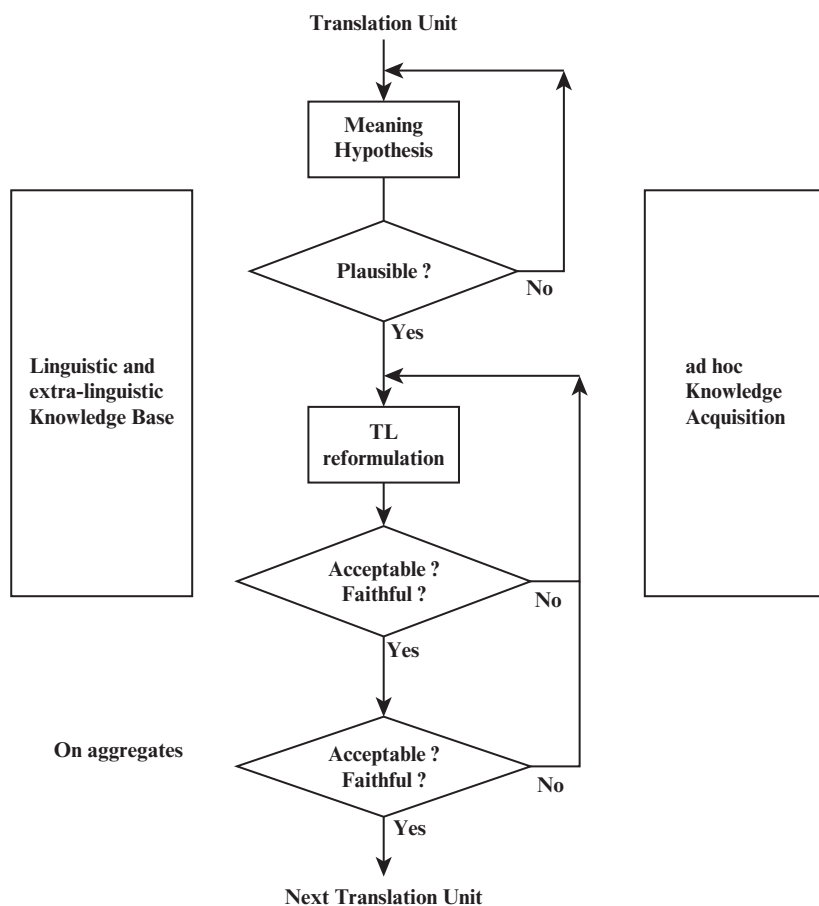 Translation Unit
Meaning
Hypothesis
Plausible ?
No
Yes
Linguistic and
extra-linguistic
Knowledge Base
ad hoc
Knowledge
Acquisition
TL
reformulation
Acceptable ?
Faithful ?
No
Yes
On aggregates
Acceptable ?
Faithful ?
No
Yes
Next Translation Unit